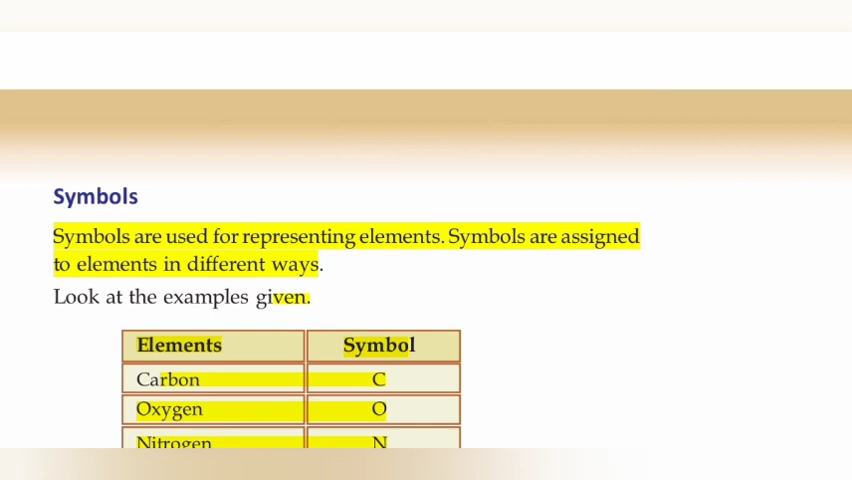 Symbols
Symbols are used for representing elements. Symbols are assigned
to elements in different ways.
Look at the examples given.
Elements Symbol
Carbon C
Oxygen O
Nitrogen N